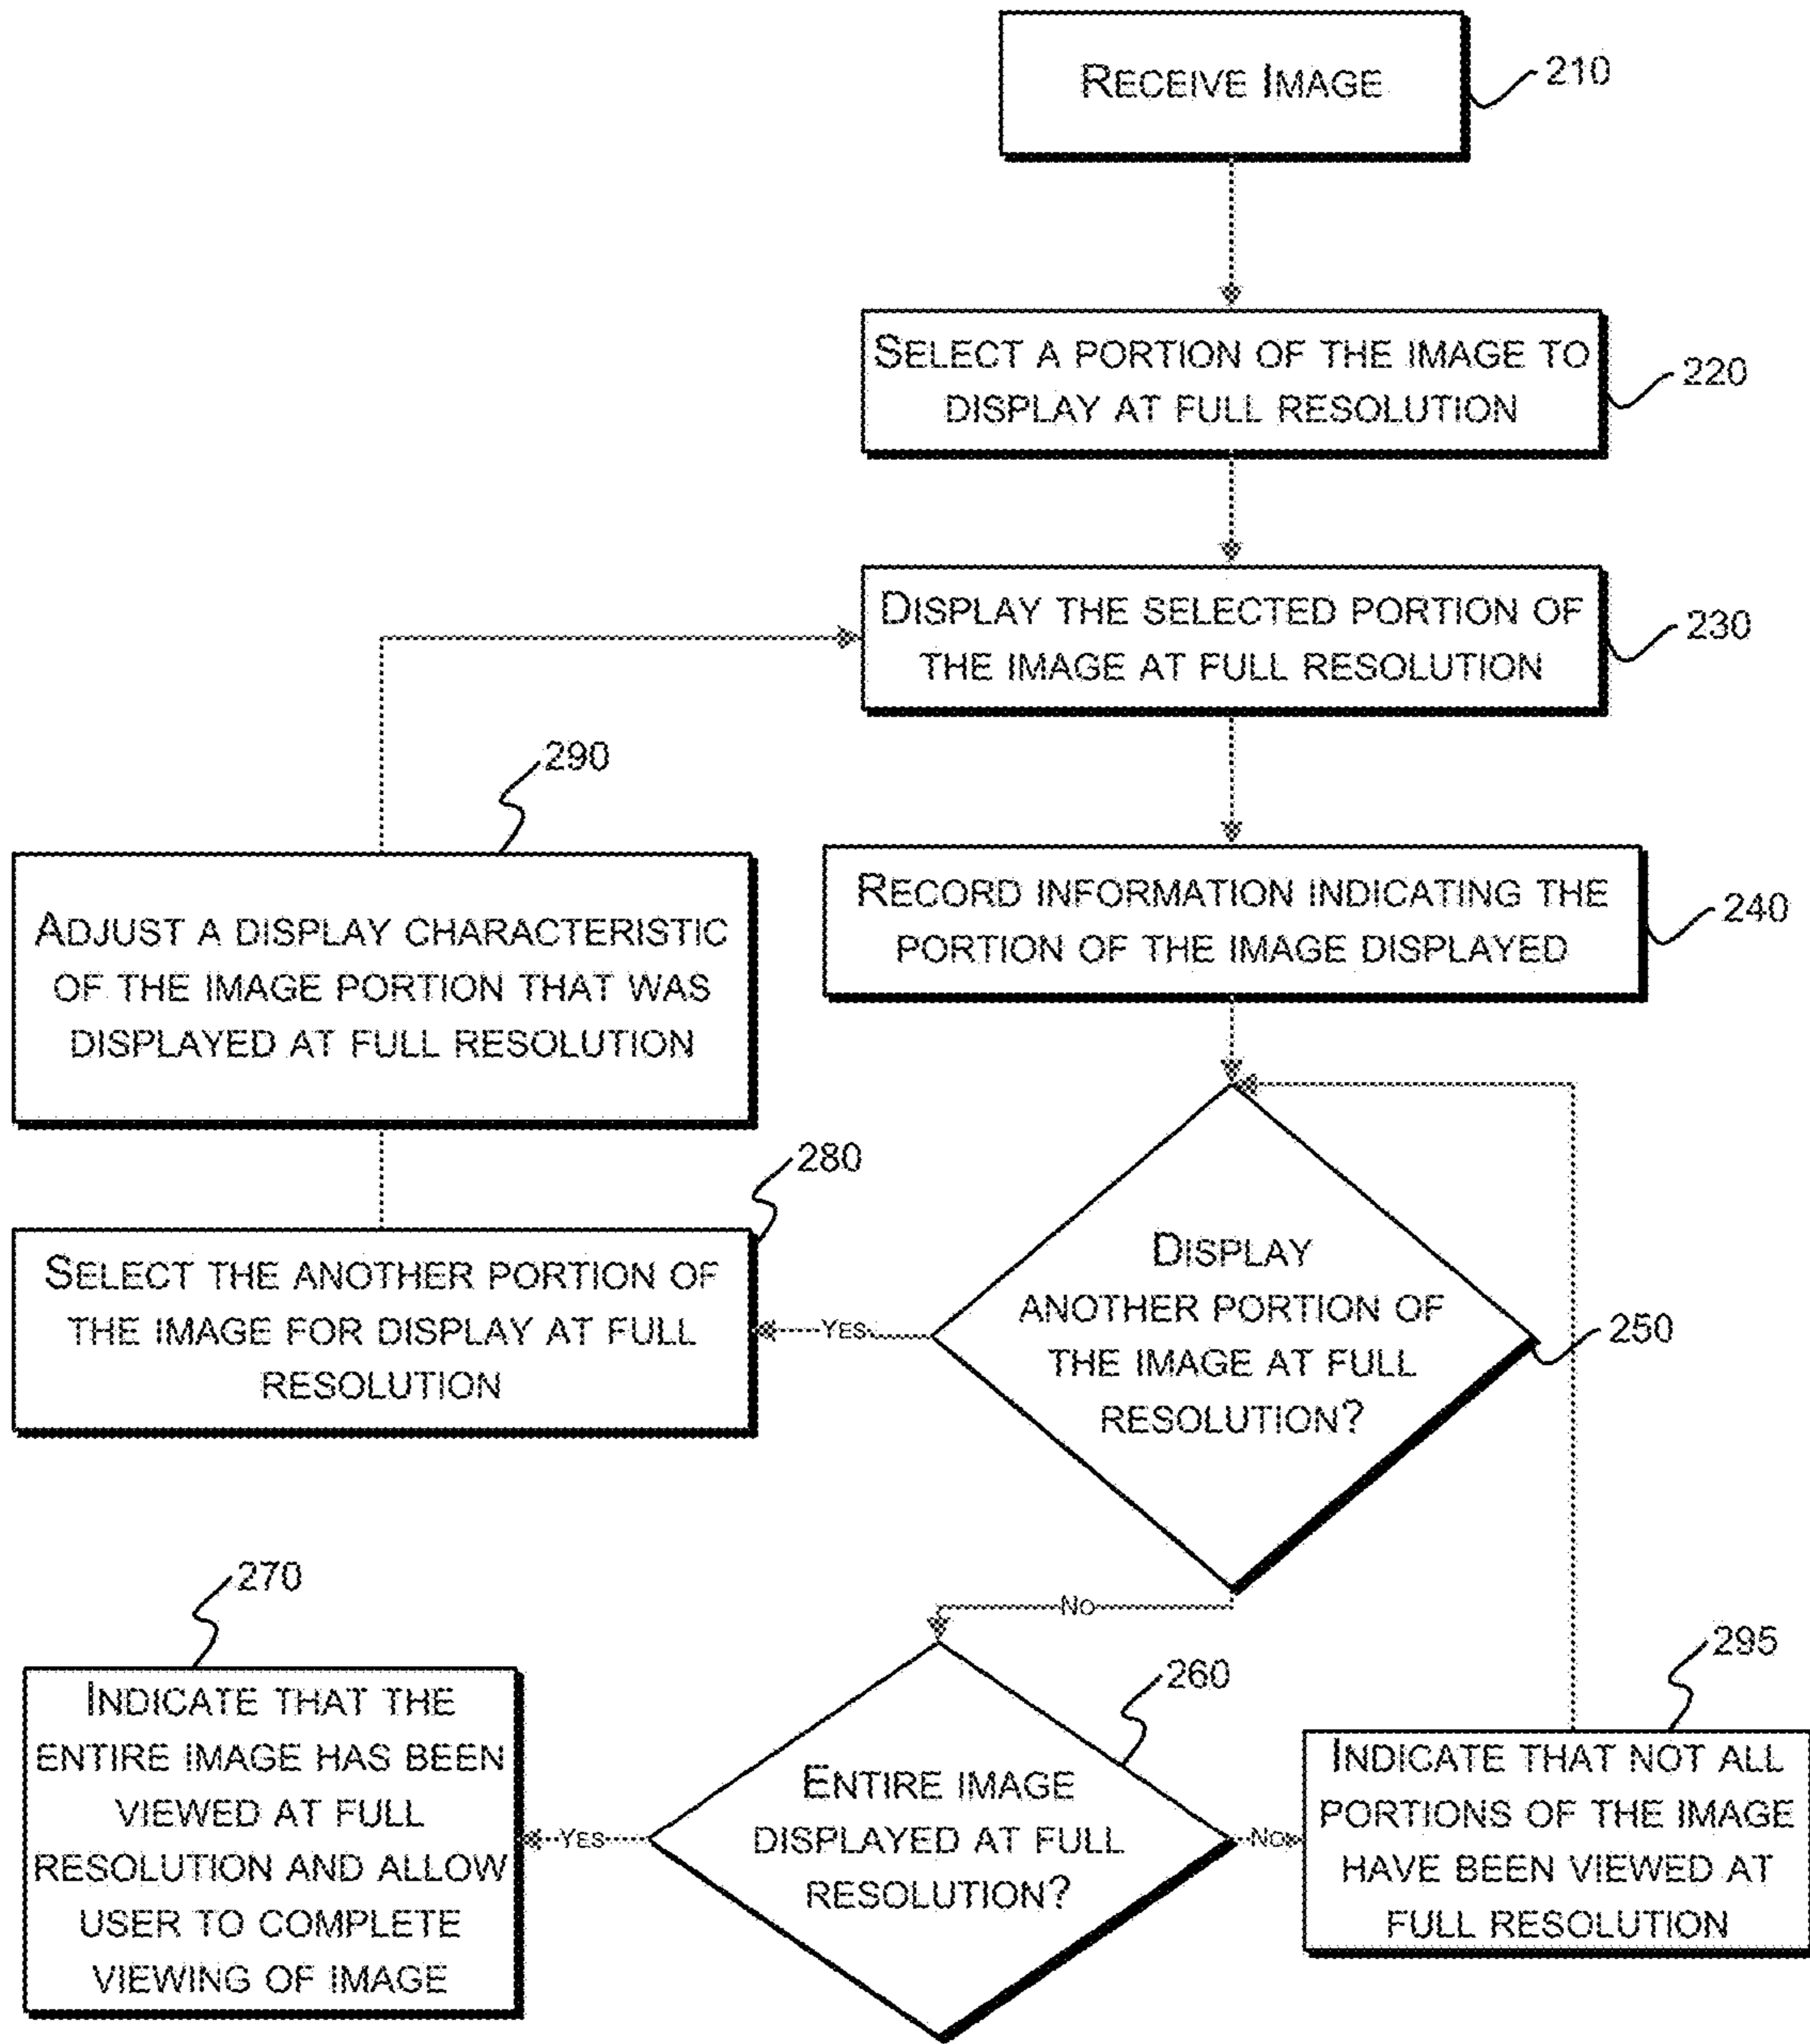 RECEIVE IMAGE
210
SELECT A PORTION OF THE IMAGE TO
DISPLAY AT FULL RESOLUTION
220
DISPLAY THE SELECTED PORTION OF
THE IMAGE AT FULL RESOLUTION
230
290
ADJUST A DISPLAY CHARACTERISTIC
OF THE IMAGE PORTION THAT WAS
DISPLAYED AT FULL RESOLUTION
RECORD INFORMATION INDICATING THE
PORTION OF THE IMAGE DISPLAYED
240
280
SELECT THE ANOTHER PORTION OF
THE IMAGE FOR DISPLAY AT FULL
RESOLUTION
YES
DISPLAY
ANOTHER PORTION OF
THE IMAGE AT FULL
RESOLUTION?
250
NO
270
INDICATE THAT THE
ENTIRE IMAGE HAS BEEN
VIEWED AT FULL
RESOLUTION AND ALLOW
USER TO COMPLETE
VIEWING OF IMAGE
YES
260
ENTIRE IMAGE
DISPLAYED AT FULL
RESOLUTION?
NO
295
INDICATE THAT NOT ALL
PORTIONS OF THE IMAGE
HAVE BEEN VIEWED AT
FULL RESOLUTION